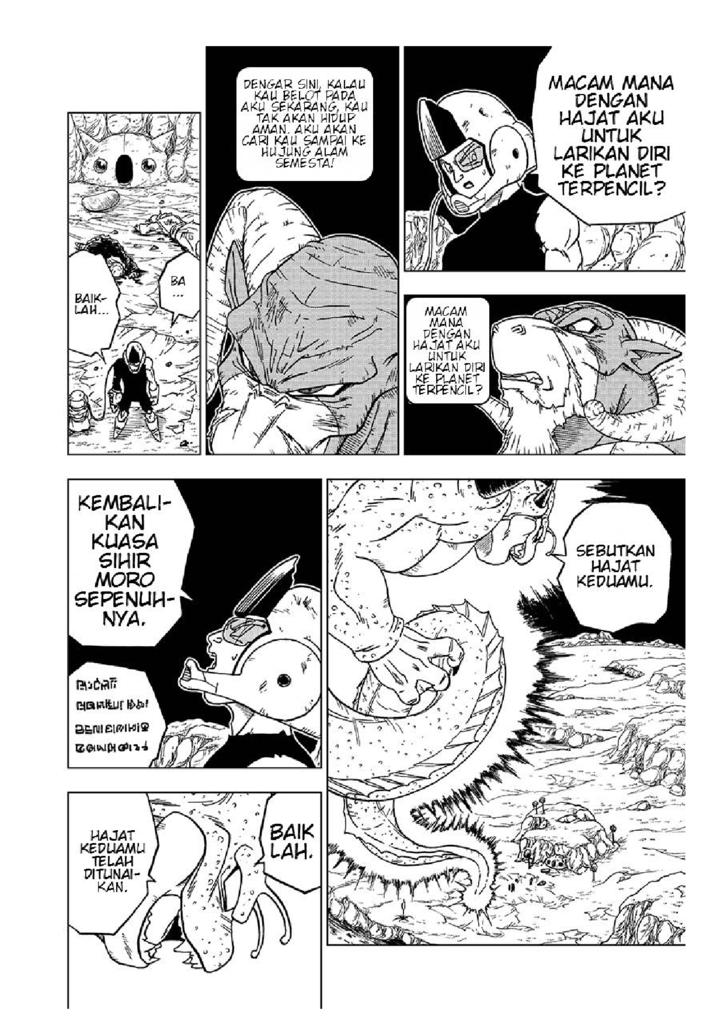 MACAM MANA
DENGAN
HAJAT AKU
UNTUK
LARIKAN DIRI
KE PLANET
TERPENCIL?
MACAM
MANA
DENGAN
HAJAT AKU
UNTUK
LARIKAN DIRI
KE PLANET
TERPENCIL?
DENGAR SINI, KALAU
KAU BELOT PADA
AKU SEKARANG, KAU
TAK AKAN HIDUP
AMAN. AKU AKAN
CARI KAU SAMPAI KE
HUJUNG ALAM
SEMESTA!
BA
...
BAIK-
LAH...
SEBUTKAN
HAJAT
KEDUAMU.
KEMBALI-
KAN
KUASA
SIHIR
MORO
SEPENUH-
NYA.
BAIK
LAH.
HAJAT
KEDUAMU
TELAH
DITUNAI-
KAN.